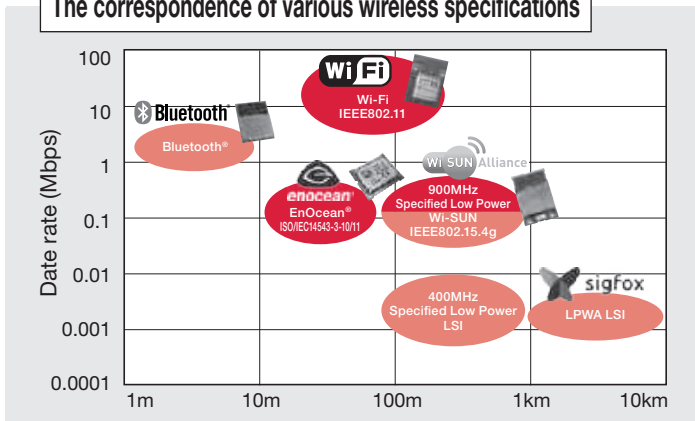 The correspondence of various wireless specifications
Date rate (Mbps)
100
10
1
0.1
0.01
0.001
0.0001
1m
10m
100m
1km
10km
Bluetooth®
Bluetooth®
WiFi
Wi-Fi
IEEE802.11
enocean®
EnOcean®
ISO/IEC14543-3-10/11
Wi SUN Alliance
900MHz
Specified Low Power
Wi-SUN
IEEE802.15.4g
400MHz
Specified Low Power
LSI
sigfox
LPWA LSI